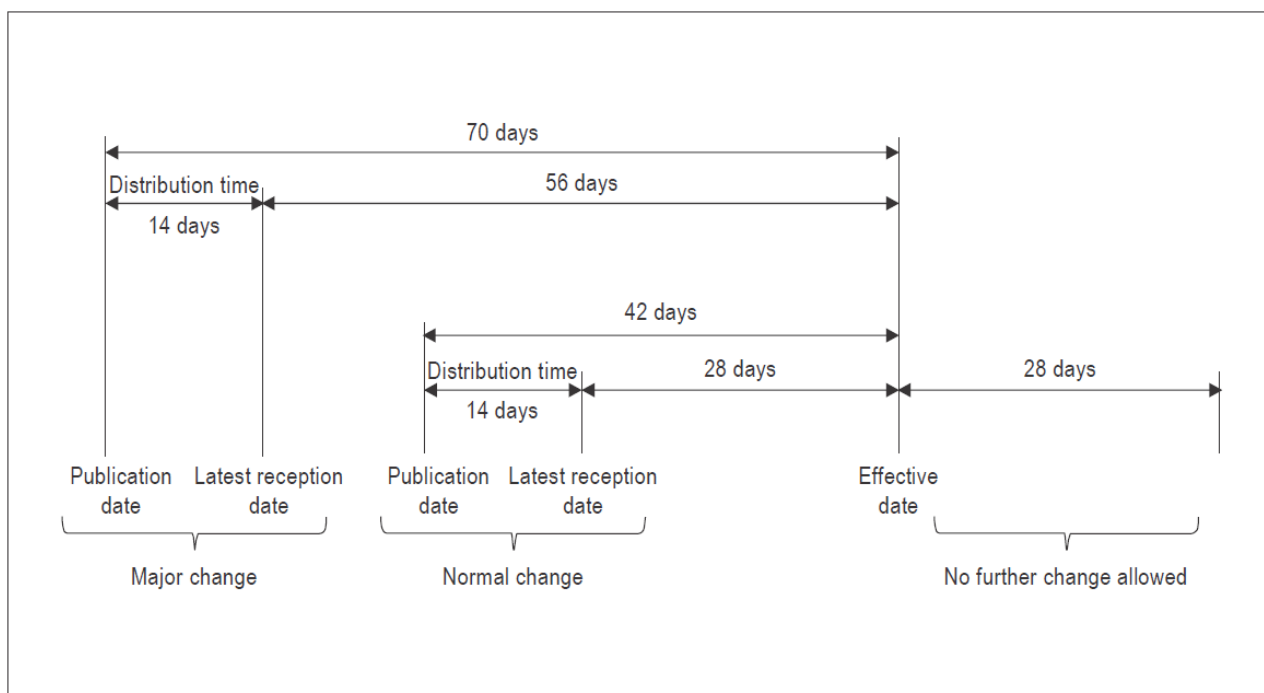 70 days
Distribution time
56 days
14 days
42 days
Distribution time
28 days
28 days
14 days
Publication
date
Latest reception
date
Publication
date
Latest reception
date
Effective
date
Major change
Normal change
No further change allowed